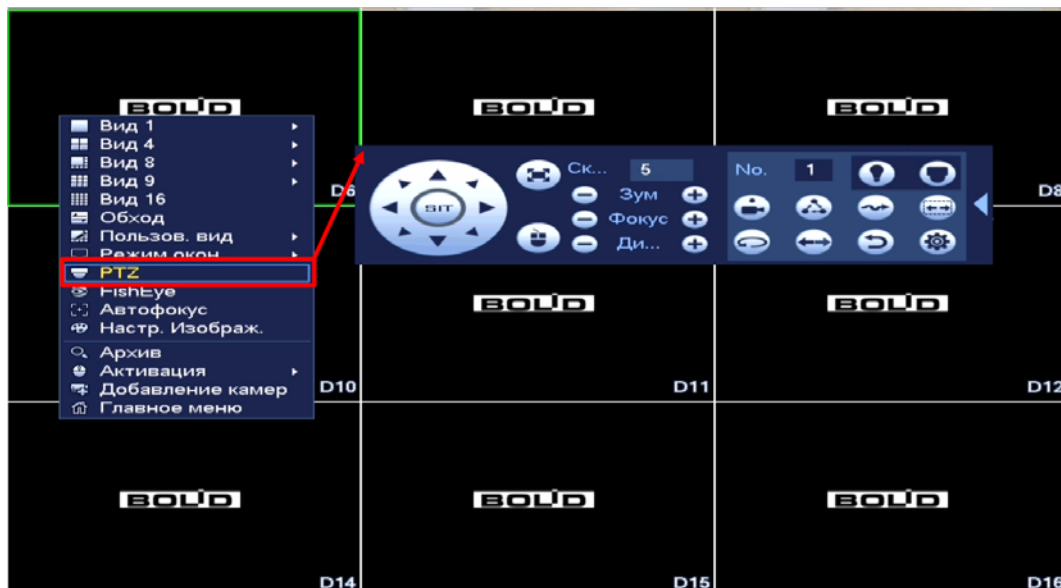 BOLID
BOLID
BOLID
Вид 1
Вид 4
Вид 8
Вид 9
Вид 16
Обход
Пользов. вид
Режим окон
PTZ
FishEye
Автофокус
Настр. Изображ.
Архив
Активация
Добавление камер
Главное меню
D6
SIT
Ск... 5
Зум
Фокус
Ди...
No. 1
D8
BOLID
BOLID
D10
D11
D12
BOLID
BOLID
BOLID
D14
D15
D16